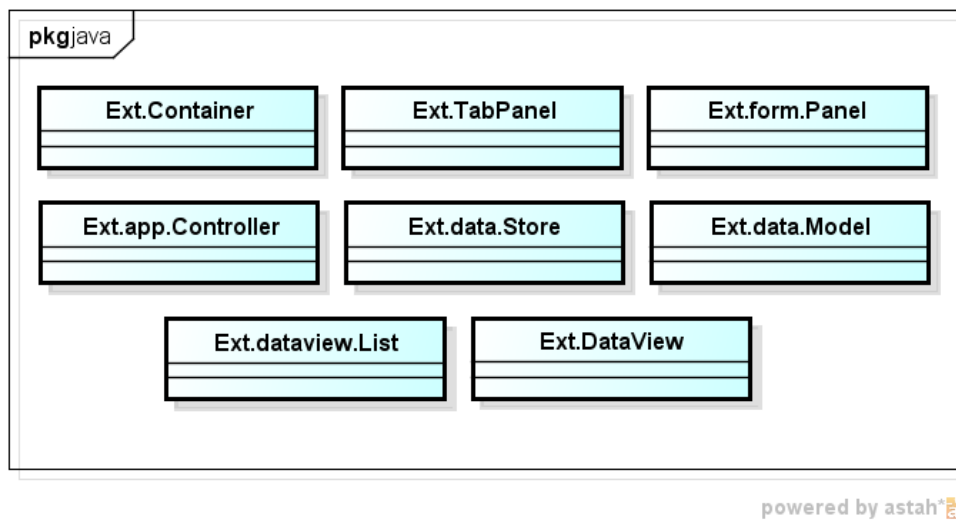 pkgjava
Ext.Container
Ext.TabPanel
Ext.form.Panel
Ext.app.Controller
Ext.data.Store
Ext.data.Model
Ext.dataview.List
Ext.DataView
powered by astah*